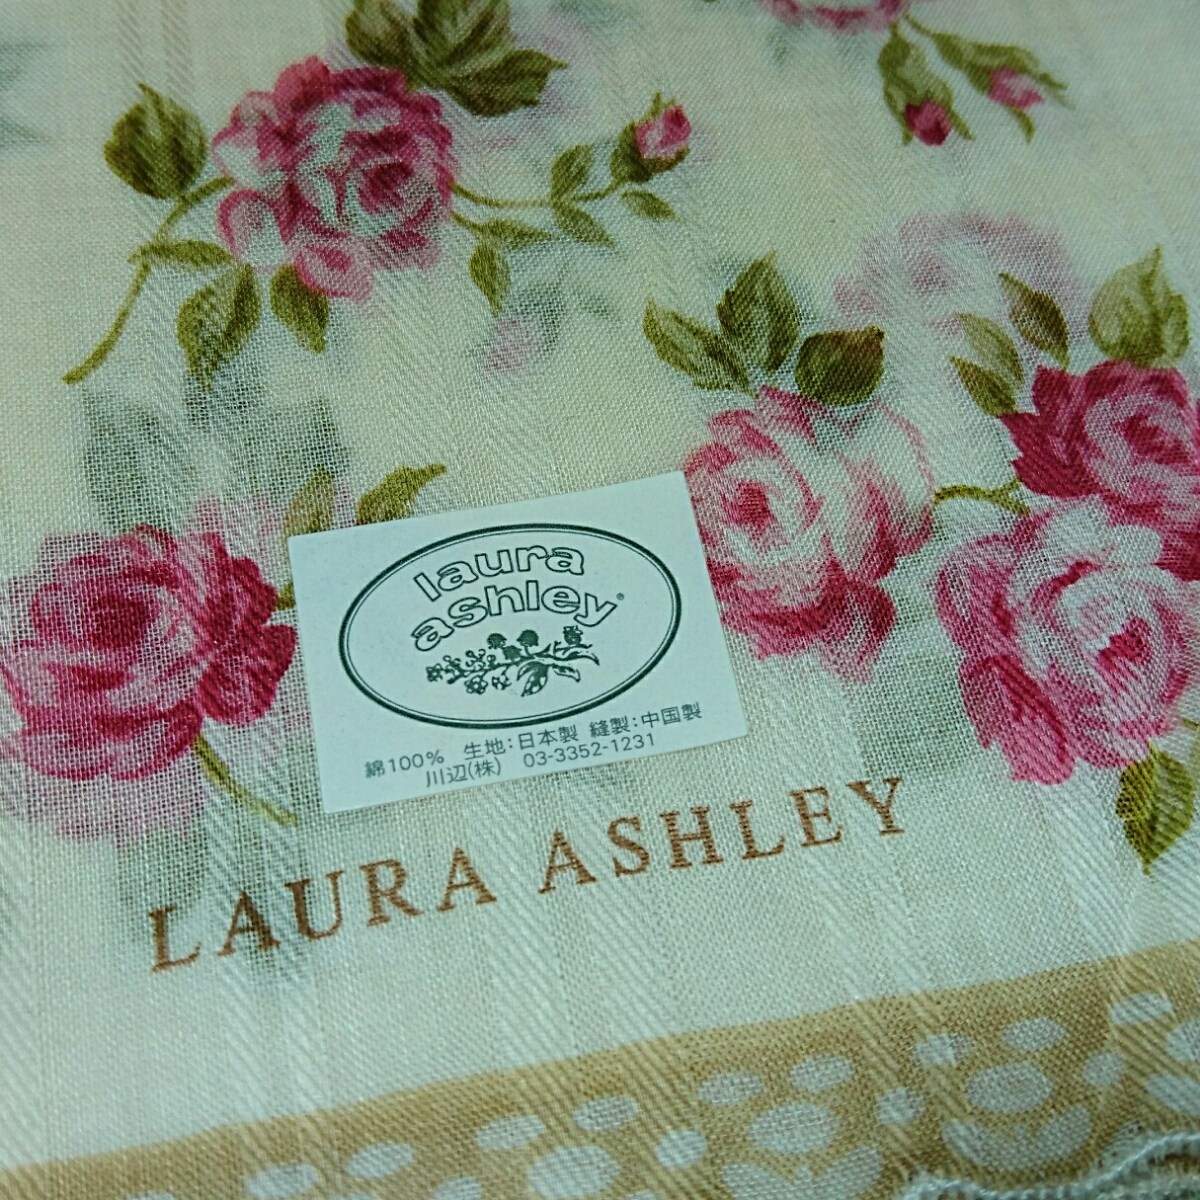 laura
ashley®
綿100% 生地:日本製 縫製:中国製
川辺(株) 03-3352-1231
LAURA ASHLEY